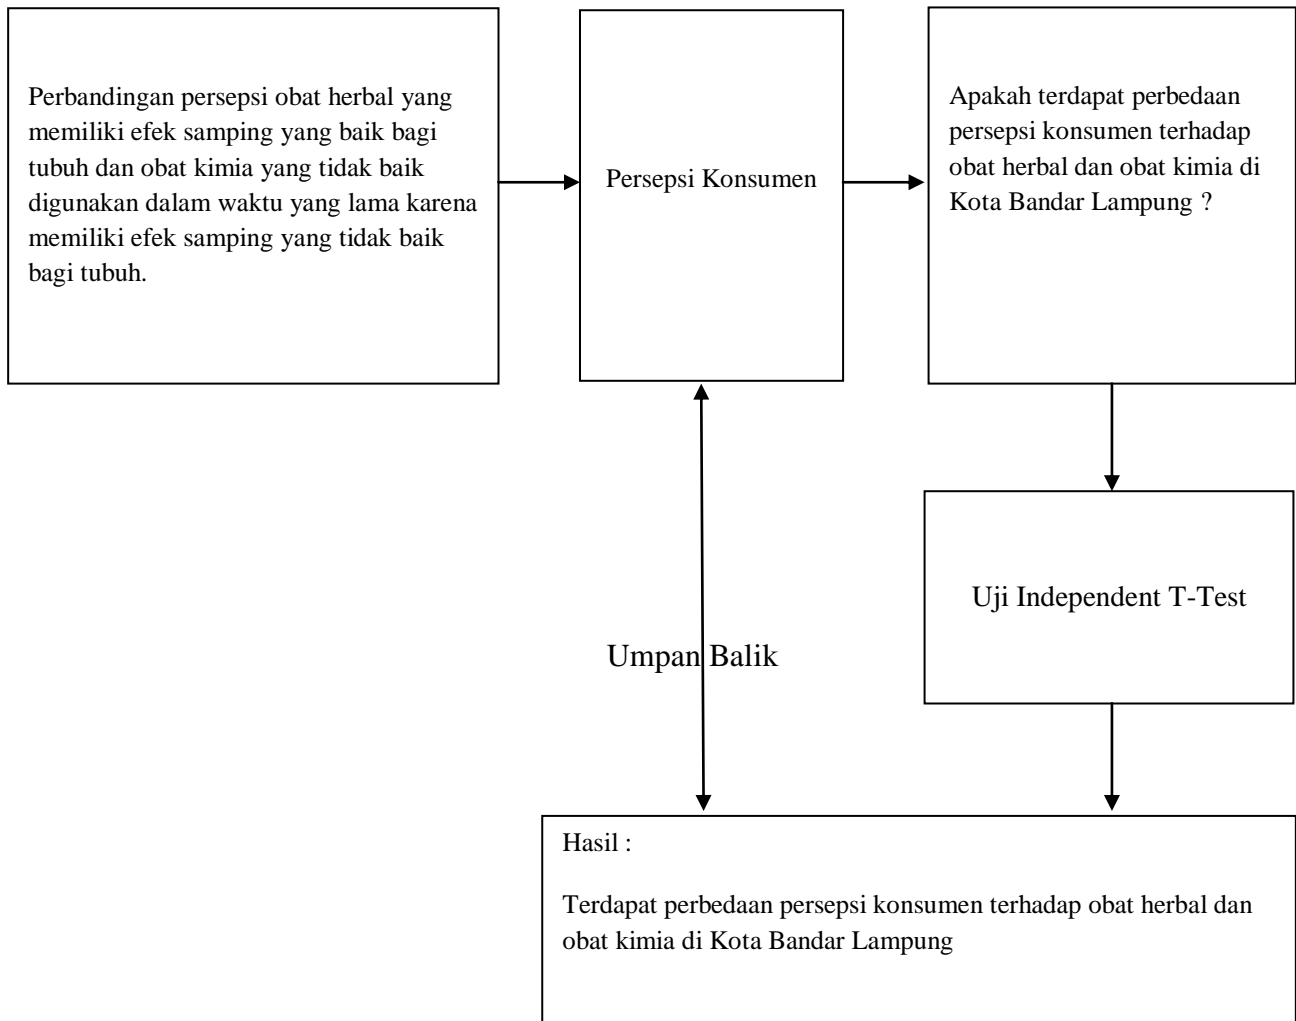 Perbandingan persepsi obat herbal yang
memiliki efek samping yang baik bagi
tubuh dan obat kimia yang tidak baik
digunakan dalam waktu yang lama karena
memiliki efek samping yang tidak baik
bagi tubuh.
Persepsi Konsumen
Apakah terdapat perbedaan
persepsi konsumen terhadap
obat herbal dan obat kimia di
Kota Bandar Lampung ?
Uji Independent T-Test
Umpan Balik
Hasil :
Terdapat perbedaan persepsi konsumen terhadap obat herbal dan
obat kimia di Kota Bandar Lampung